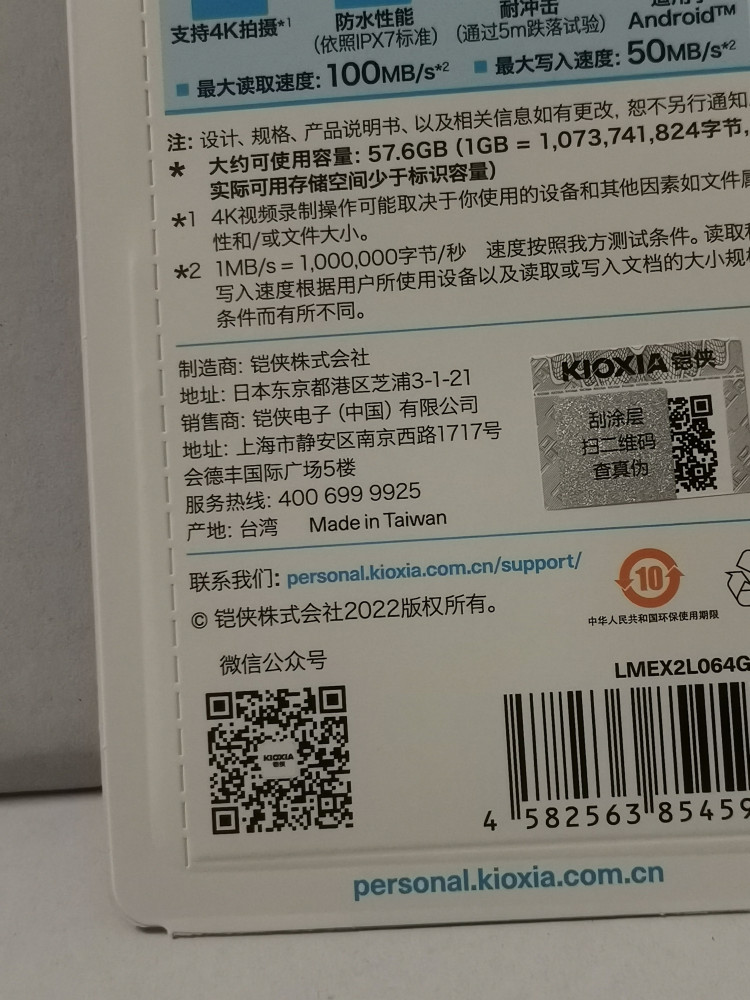 支持4K拍摄*1
防水性能
(依照IPX7标准)
耐冲击
(通过5m跌落试验)
Android™
■ 最大读取速度: 100MB/s*2
■ 最大写入速度: 50MB/s*2
注: 设计、规格、产品说明书、以及相关信息如有更改, 恕不另行通知
* 大约可使用容量: 57.6GB (1GB = 1,073,741,824字节,
实际可用存储空间少于标识容量)
*1 4K视频录制操作可能取决于你使用的设备和其他因素如文件属
性和/或文件大小。
*2 1MB/s = 1,000,000字节/秒 速度按照我方测试条件。读取和
写入速度根据用户所使用设备以及读取或写入文档的大小规格
条件而有所不同。
制造商: 铠侠株式会社
地址: 日本东京都港区芝浦3-1-21
销售商: 铠侠电子 (中国) 有限公司
地址: 上海市静安区南京西路1717号
会德丰国际广场5楼
服务热线: 400 699 9925
产地: 台湾 Made in Taiwan
KIOXIA 铠侠
刮涂层
扫二维码
查真伪
联系我们: personal.kioxia.com.cn/support/
© 铠侠株式会社2022版权所有。
10
中华人民共和国环保使用期限
微信公众号
KIOXIA
铠侠
LMEX2L064G
4 582563 85459
personal.kioxia.com.cn